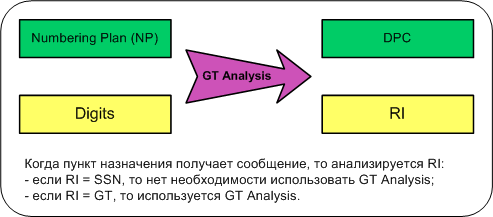 Numbering Plan (NP)
DPC
GT Analysis
Digits
RI
Когда пункт назначения получает сообщение, то анализируется RI:
- если RI = SSN, то нет необходимости использовать GT Analysis;
- если RI = GT, то используется GT Analysis.